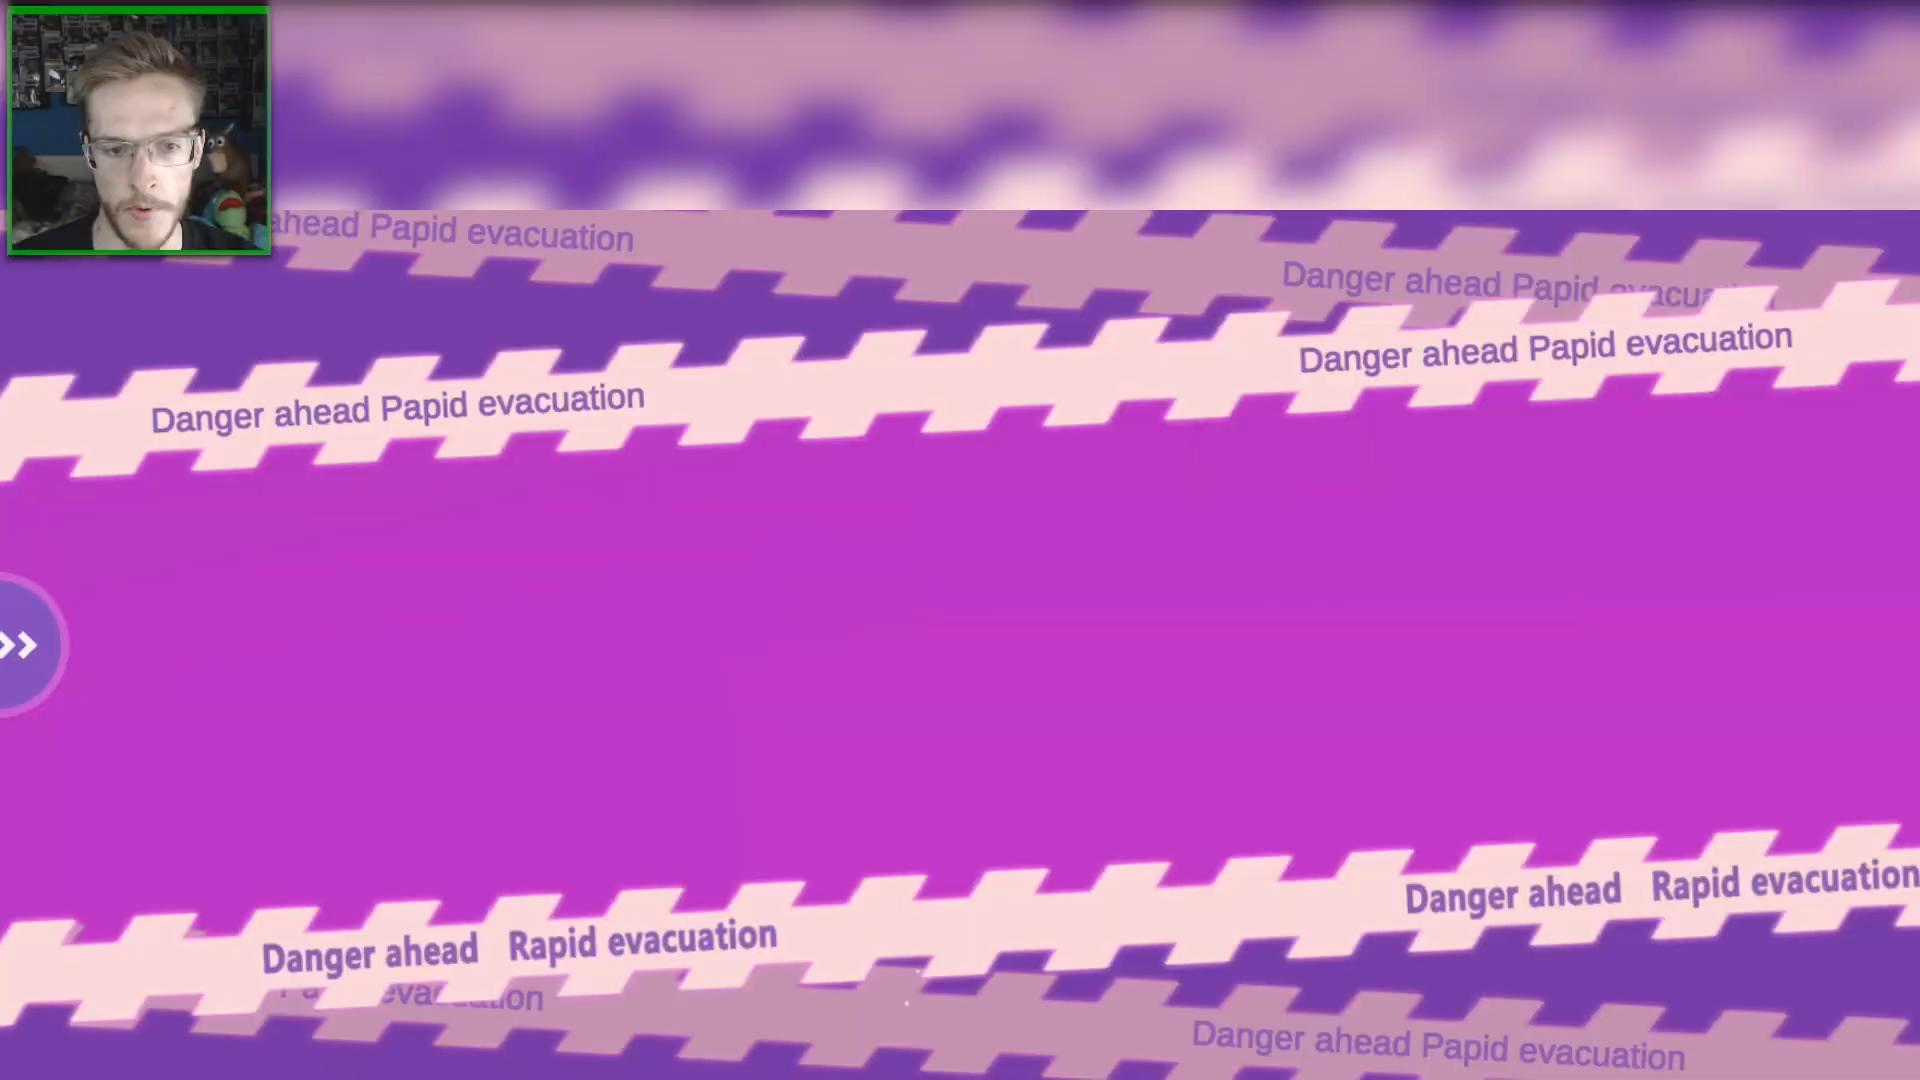 ahead Papid evacuation
Danger ahead Papid evacua
Danger ahead Papid evacuation
Danger ahead Papid evacuation
Danger ahead Rapid evacuation
Danger ahead Rapid evacuation
Danger ahead Papid evacuation